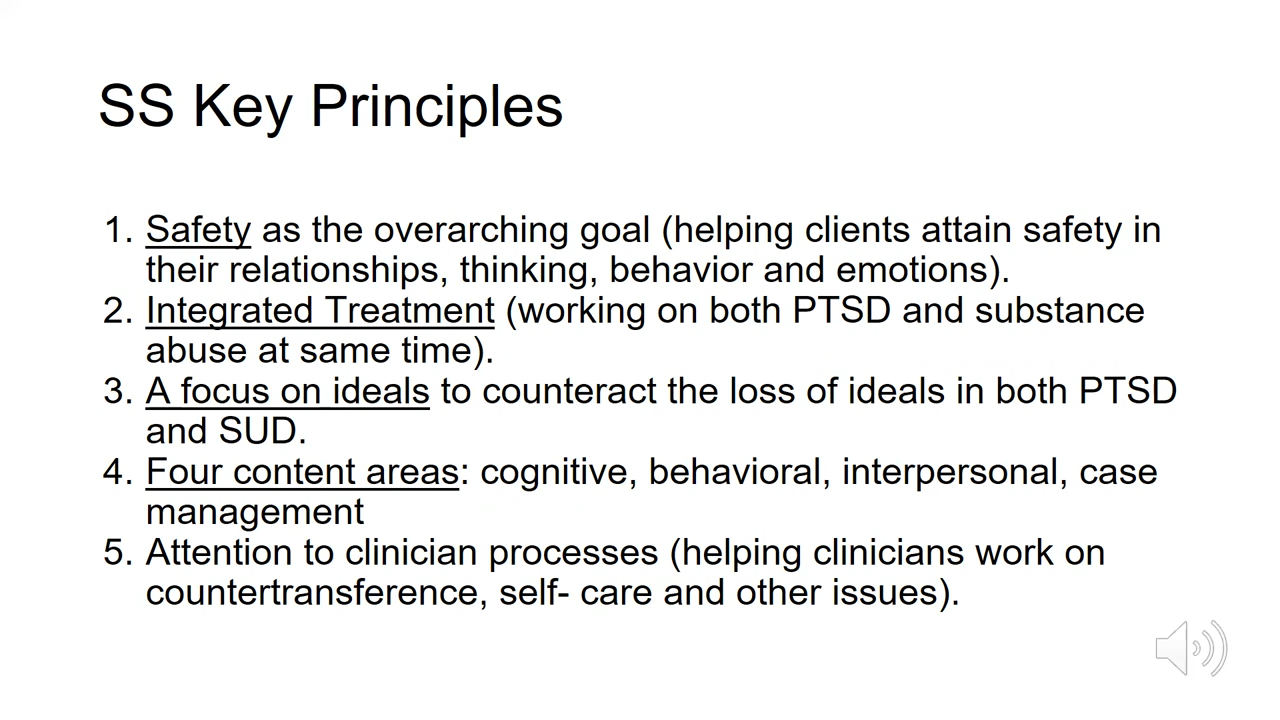 SS Key Principles
1. Safety as the overarching goal (helping clients attain safety in
their relationships, thinking, behavior and emotions).
2. Integrated Treatment (working on both PTSD and substance
abuse at same time).
3. A focus on ideals to counteract the loss of ideals in both PTSD
and SUD.
4. Four content areas: cognitive, behavioral, interpersonal, case
management
5. Attention to clinician processes (helping clinicians work on
countertransference, self- care and other issues).